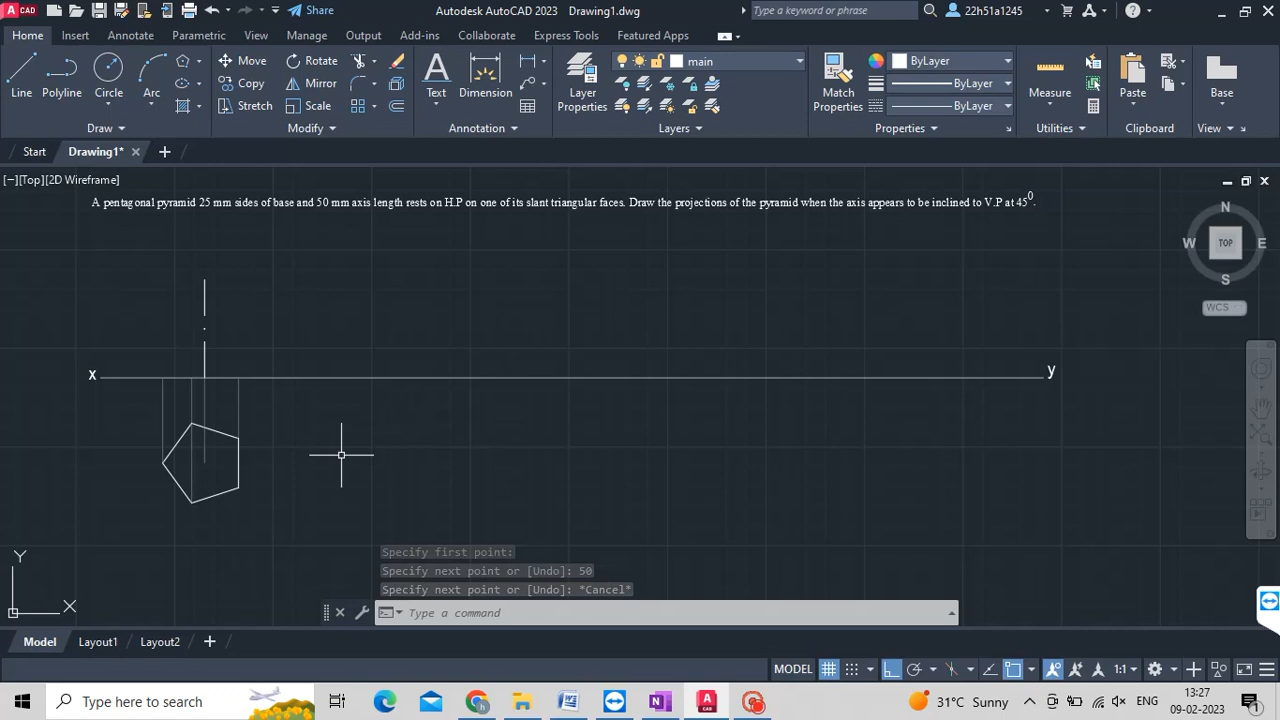 Share
Autodesk AutoCAD 2023 Drawing1.dwg
Type a keyword or phrase
22h51a1245
Home Insert Annotate Parametric View Manage Output Add-ins Collaborate Express Tools Featured Apps
Line Polyline Circle Arc
Move Rotate
Copy Mirror
Stretch Scale
Text Dimension
Layer Properties
main
Match Properties
ByLayer
ByLayer
ByLayer
Measure
Paste
Base
Draw Modify Annotation Layers Properties Utilities Clipboard View
Start Drawing1*
[−][Top][2D Wireframe]
A pentagonal pyramid 25 mm sides of base and 50 mm axis length rests on H.P on one of its slant triangular faces. Draw the projections of the pyramid when the axis appears to be inclined to V.P at 45⁰.
N
W TOP E
S
WCS
x y
Y
X
Specify first point:
Specify next point or [Undo]: 50
Specify next point or [Undo]: *Cancel*
Type a command
Model Layout1 Layout2
MODEL
1:1
Type here to search
31°C Sunny
ENG
13:27
09-02-2023